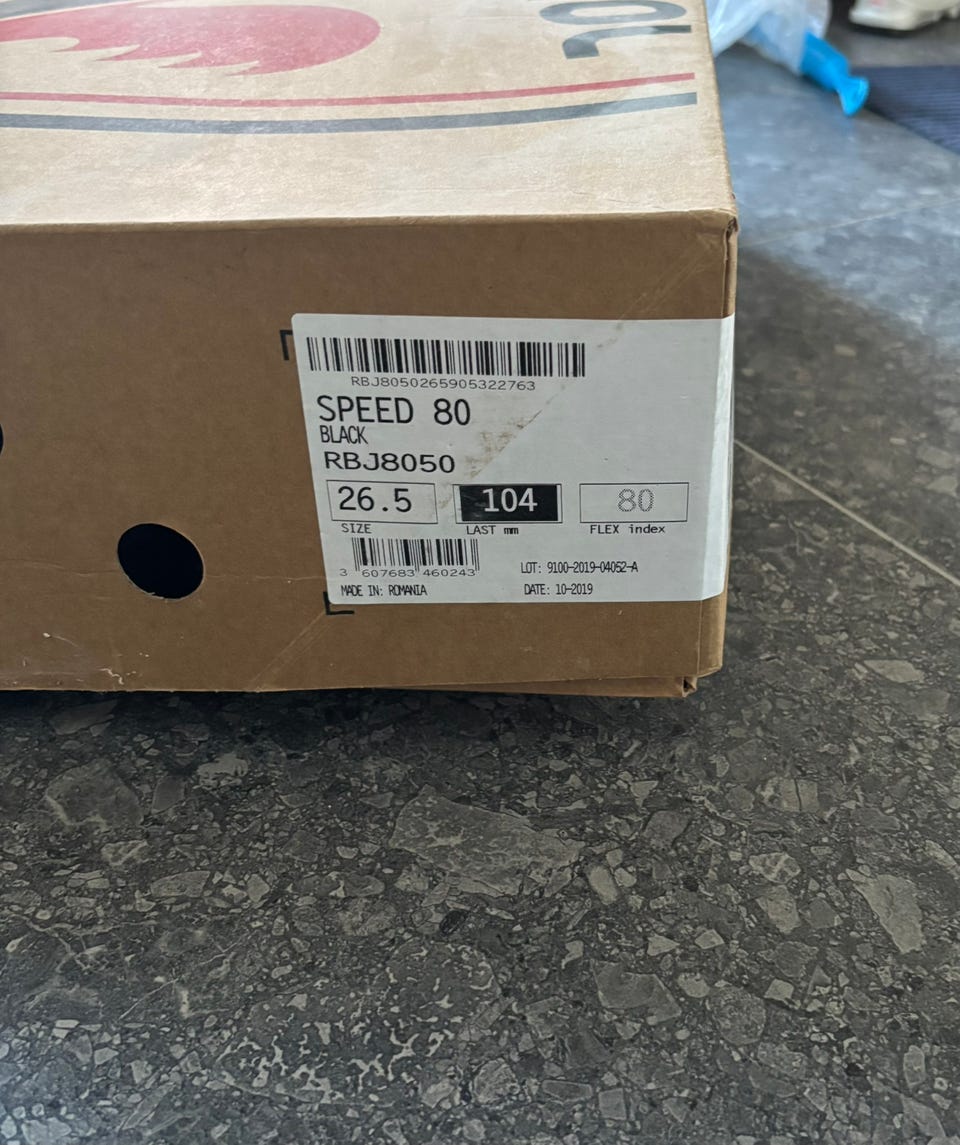 RBJ8050265905322763
SPEED 80
BLACK
RBJ8050
26.5 104 80
SIZE LAST mm FLEX index
3 607683 460243
LOT: 9100-2019-04052-A
MADE IN: ROMANIA
DATE: 10-2019